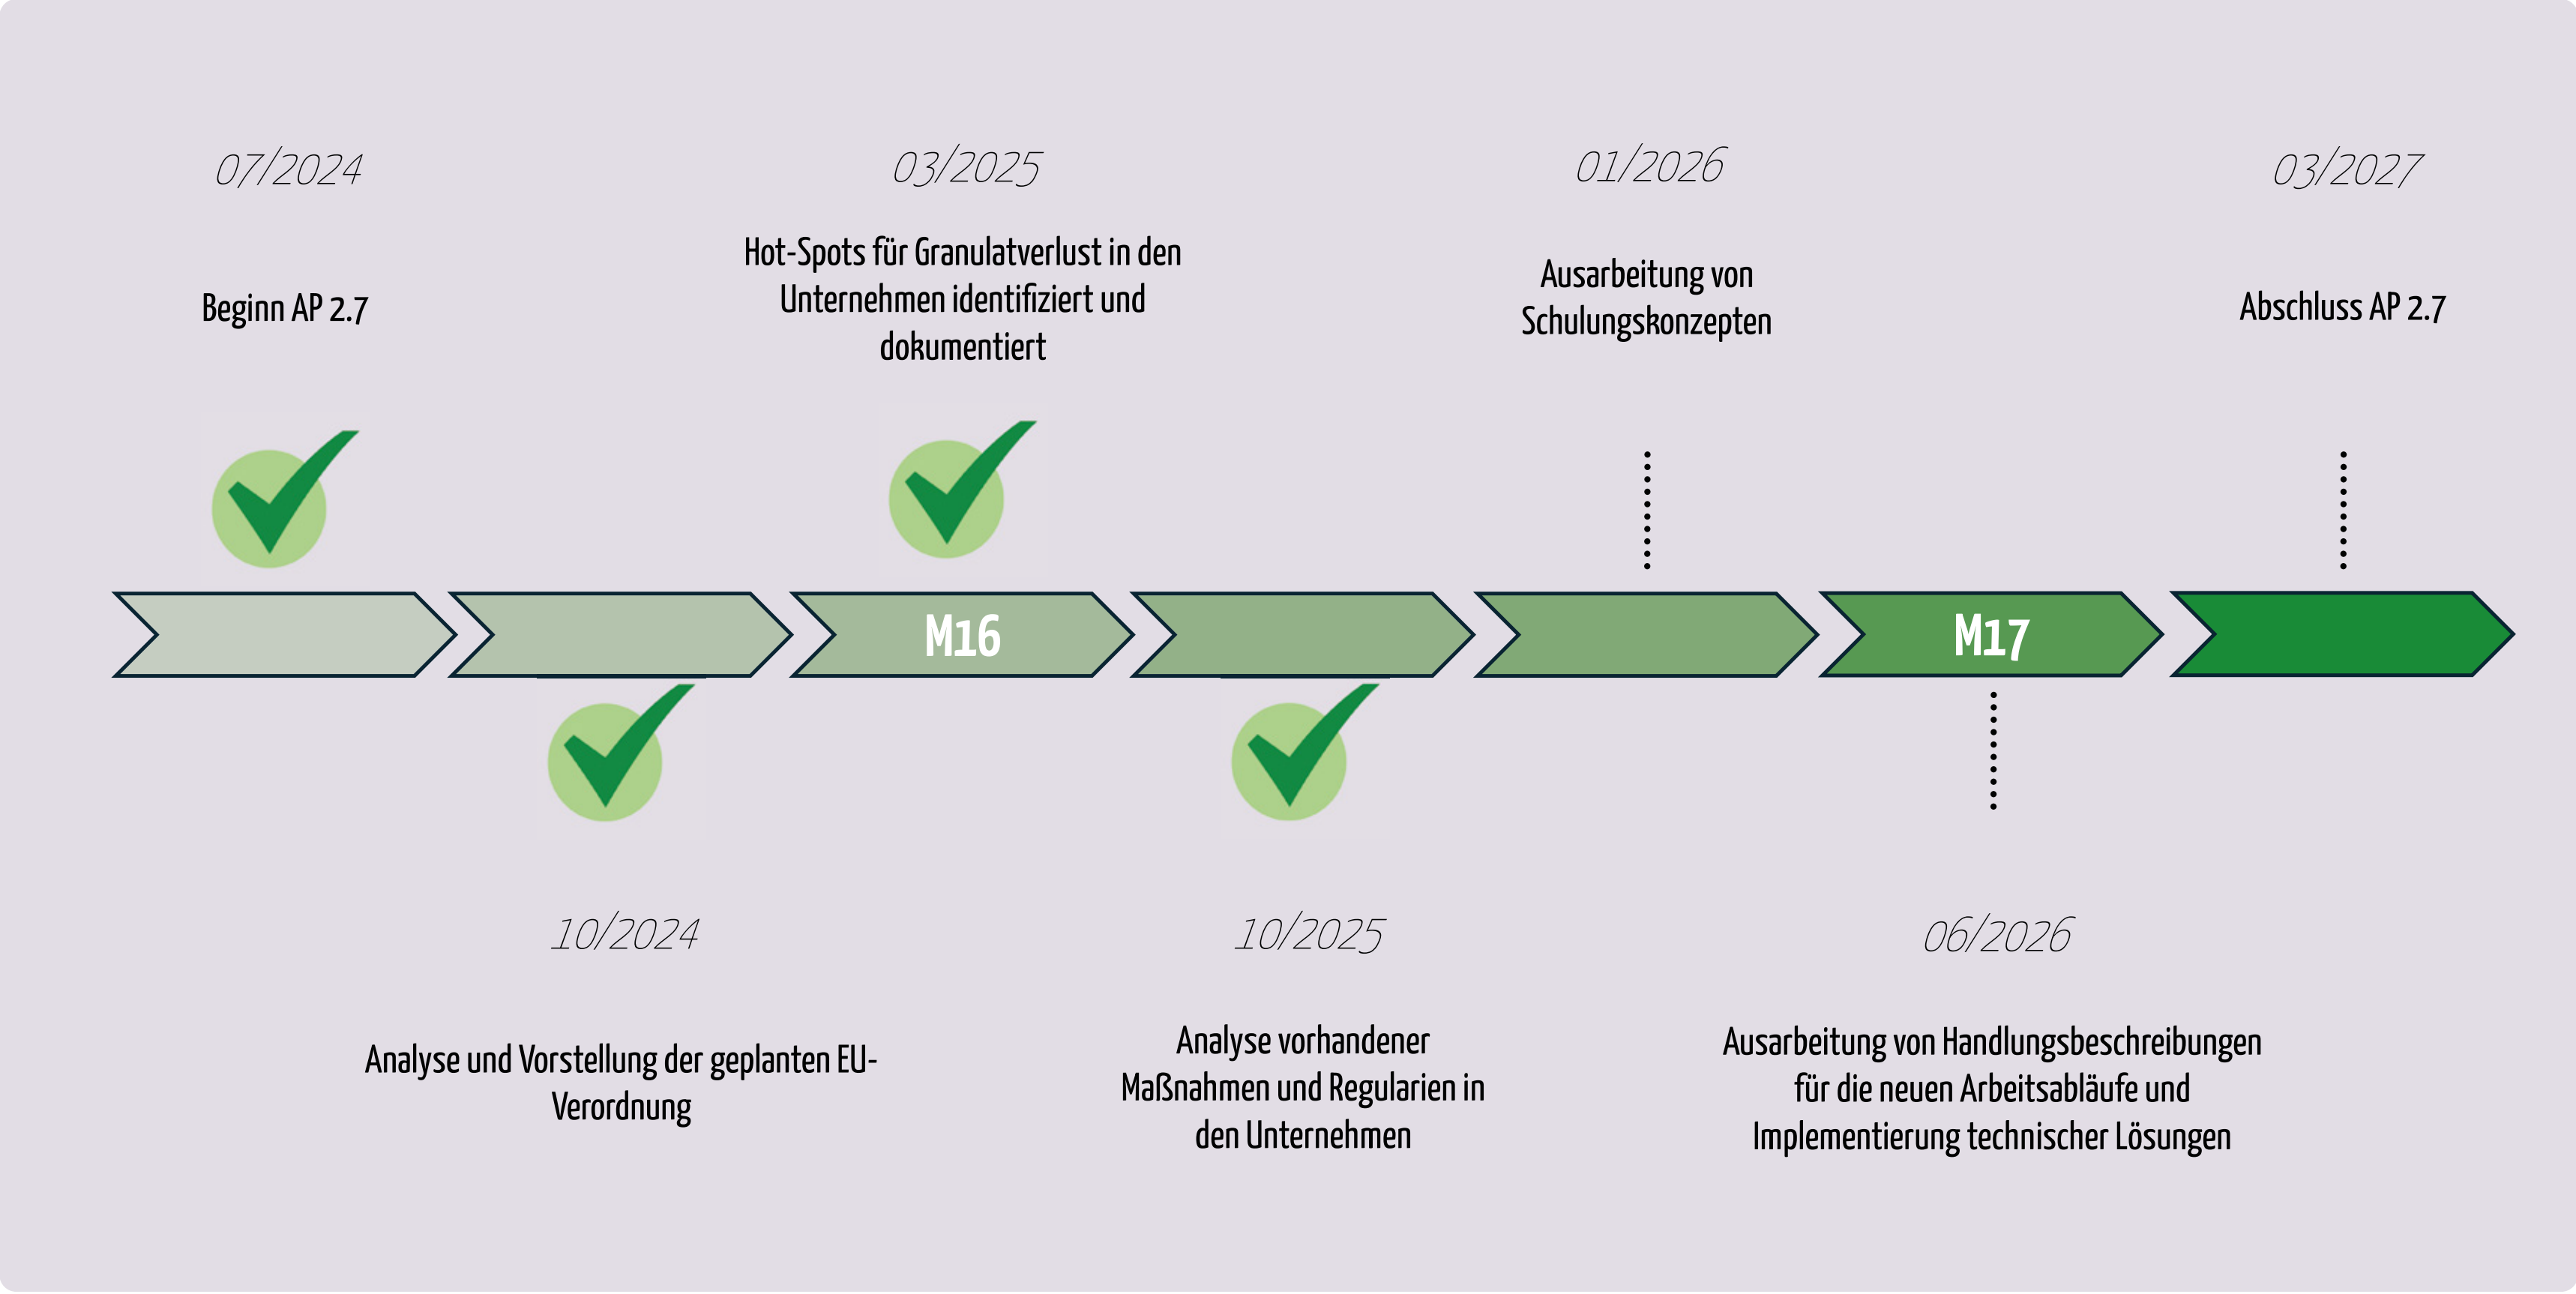 07/2024
Beginn AP 2.7
03/2025
Hot-Spots für Granulatverlust in den
Unternehmen identifiziert und
dokumentiert
01/2026
Ausarbeitung von
Schulungskonzepten
03/2027
Abschluss AP 2.7
M16
M17
10/2024
Analyse und Vorstellung der geplanten EU-
Verordnung
10/2025
Analyse vorhandener
Maßnahmen und Regularien in
den Unternehmen
06/2026
Ausarbeitung von Handlungsbeschreibungen
für die neuen Arbeitsabläufe und
Implementierung technischer Lösungen